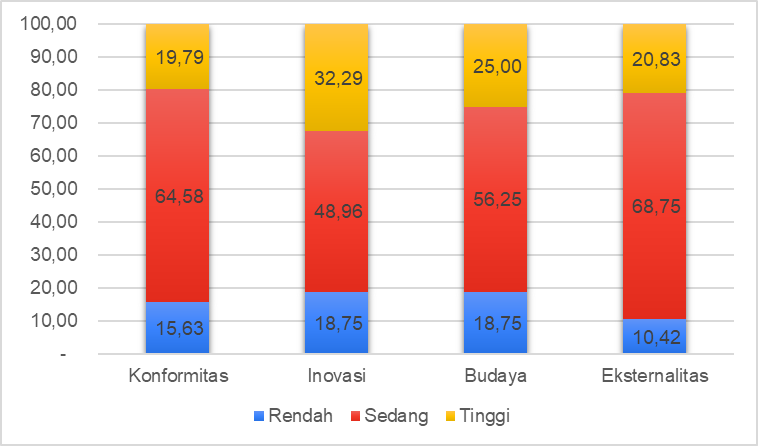 100,00
90,00
80,00
70,00
60,00
50,00
40,00
30,00
20,00
10,00
-
19,79 32,29 25,00 20,83
64,58 48,96 56,25 68,75
15,63 18,75 18,75 10,42
Konformitas Inovasi Budaya Eksternalitas
Rendah Sedang Tinggi